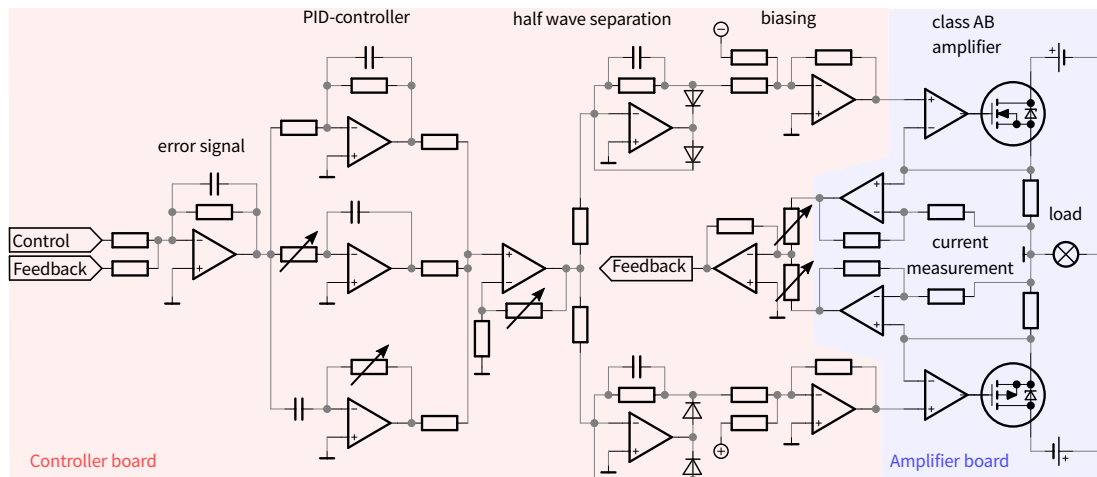 PID-controller
half wave separation
biasing
class AB
amplifier
error signal
Control
Feedback
Feedback
load
current
measurement
Controller board
Amplifier board